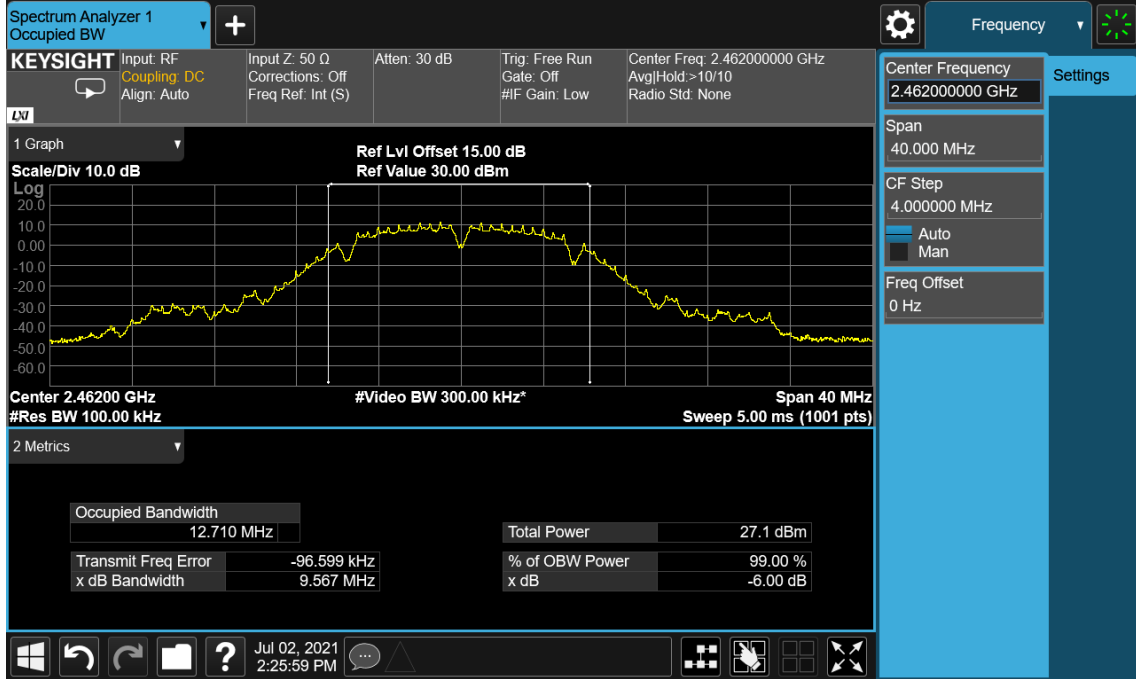 Spectrum Analyzer 1
Occupied BW
+
Frequency
KEYSIGHT
LXI
Input: RF
Coupling: DC
Align: Auto
Input Z: 50 Ω
Corrections: Off
Freq Ref: Int (S)
Atten: 30 dB
Trig: Free Run
Gate: Off
#IF Gain: Low
Center Freq: 2.462000000 GHz
Avg|Hold:>10/10
Radio Std: None
Center Frequency
2.462000000 GHz
Settings
Span
40.000 MHz
CF Step
4.000000 MHz
Auto
Man
Freq Offset
0 Hz
1 Graph
Scale/Div 10.0 dB
Ref Lvl Offset 15.00 dB
Ref Value 30.00 dBm
Log
20.0
10.0
0.00
-10.0
-20.0
-30.0
-40.0
-50.0
-60.0
Center 2.46200 GHz
#Video BW 300.00 kHz*
Span 40 MHz
#Res BW 100.00 kHz
Sweep 5.00 ms (1001 pts)
2 Metrics
Occupied Bandwidth
12.710 MHz
Total Power 27.1 dBm
Transmit Freq Error -96.599 kHz
% of OBW Power 99.00 %
x dB Bandwidth 9.567 MHz
x dB -6.00 dB
?
Jul 02, 2021
2:25:59 PM